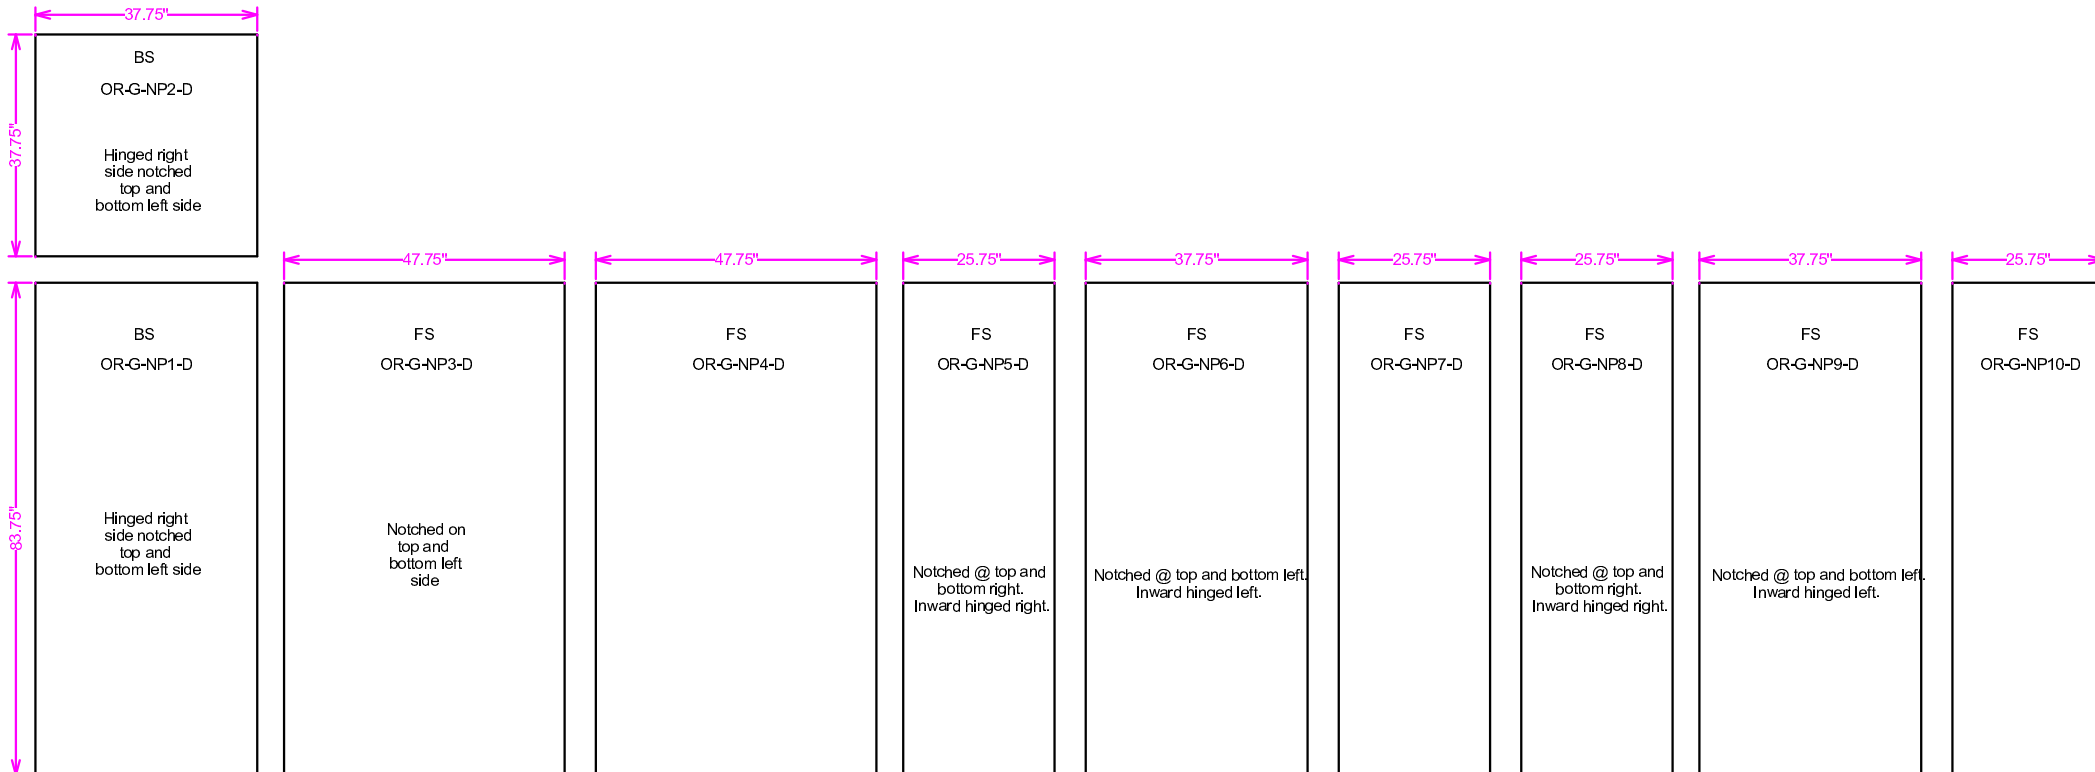 37.75"
BS
OR-G-NP2-D
37.75"
Hinged right
side notched
top and
bottom left side
47.75"
47.75"
25.75"
37.75"
25.75"
25.75"
37.75"
25.75"
BS
OR-G-NP1-D
83.75"
Hinged right
side notched
top and
bottom left side
FS
OR-G-NP3-D
Notched on
top and
bottom left
side
FS
OR-G-NP4-D
FS
OR-G-NP5-D
Notched @ top and
bottom right.
Inward hinged right.
FS
OR-G-NP6-D
Notched @ top and bottom left.
Inward hinged left.
FS
OR-G-NP7-D
FS
OR-G-NP8-D
Notched @ top and
bottom right.
Inward hinged right.
FS
OR-G-NP9-D
Notched @ top and bottom left.
Inward hinged left.
FS
OR-G-NP10-D